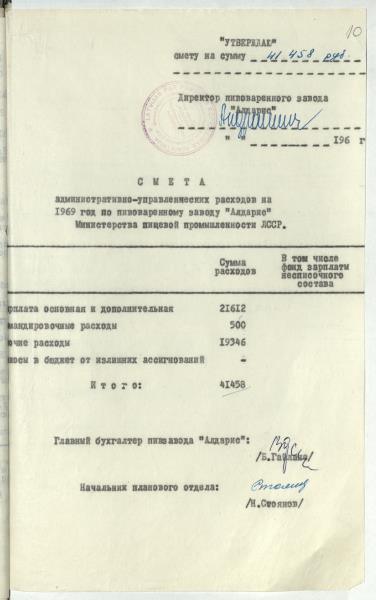 10
"УТВЕРЖДАЮ"
смету на сумму 41 458 руб
Директор пивоваренного завода
"Алдарис"
" " 196 г
СМЕТА
административно-управленческих расходов на
1969 год по пивоваренному заводу "Алдарис"
Министерства пищевой промышленности ЛССР.
Сумма расходов
В том числе фонд зарплаты несписочного состава
рплата основная и дополнительная 21612
мандировочные расходы 500
очие расходы 19346
носы в бюджет от излишних ассигнований -
Итого: 41458
Главный бухгалтер пивзавода "Алдарис":
Начальник планового отдела:
/Н.Стоянов/